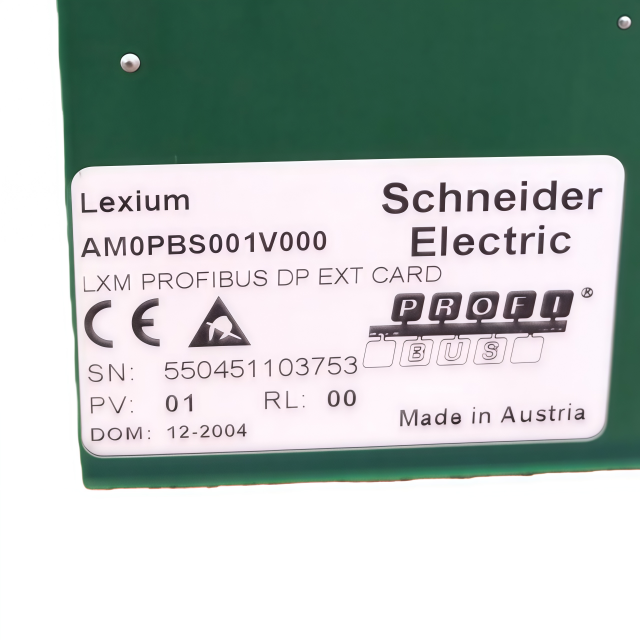 Lexium
Schneider
Electric
AM0PBS001V000
LXM PROFIBUS DP EXT CARD
CE
PROFI ®
BUS
SN: 550451103753
PV: 01 RL: 00
DOM: 12-2004
Made in Austria